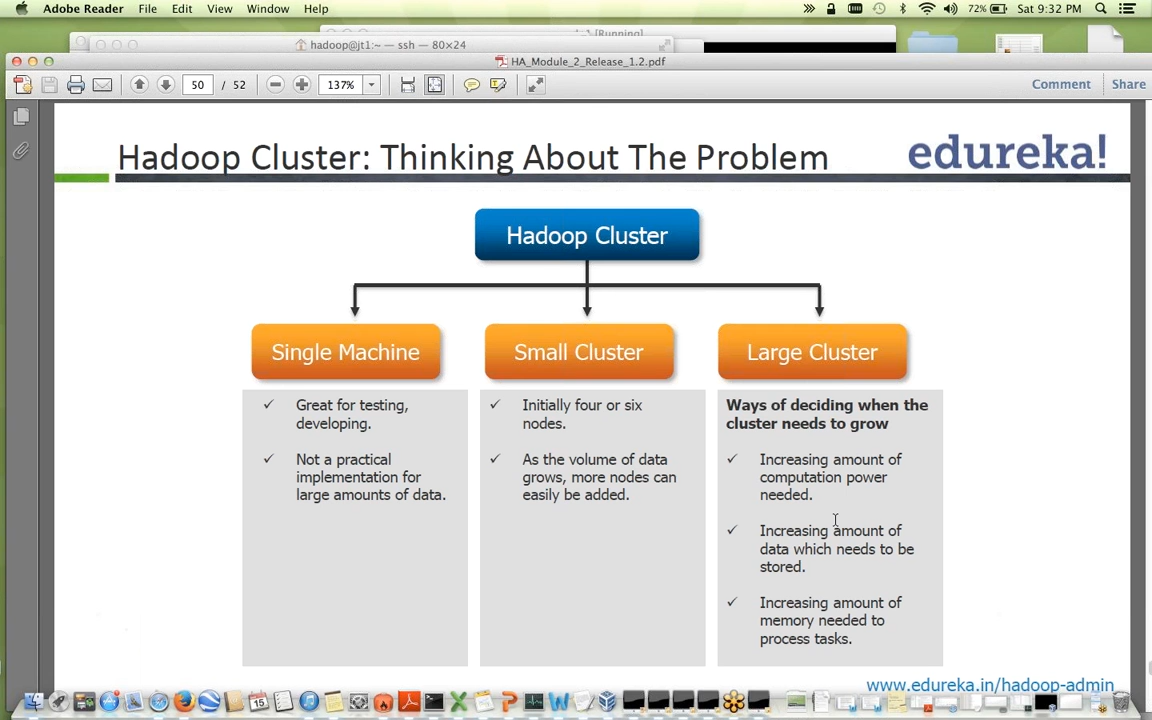 Adobe Reader File Edit View Window Help 72% Sat 9:32 PM
[Running]
hadoop@jt1:~ — ssh — 80×24
HA_Module_2_Release_1.2.pdf
50 / 52 137% Comment Share
Hadoop Cluster: Thinking About The Problem
edureka!
Hadoop Cluster
Single Machine
Small Cluster
Large Cluster
Great for testing,
developing.
Not a practical
implementation for
large amounts of data.
Initially four or six
nodes.
As the volume of data
grows, more nodes can
easily be added.
Ways of deciding when the
cluster needs to grow
Increasing amount of
computation power
needed.
Increasing amount of
data which needs to be
stored.
Increasing amount of
memory needed to
process tasks.
www.edureka.in/hadoop-admin
15